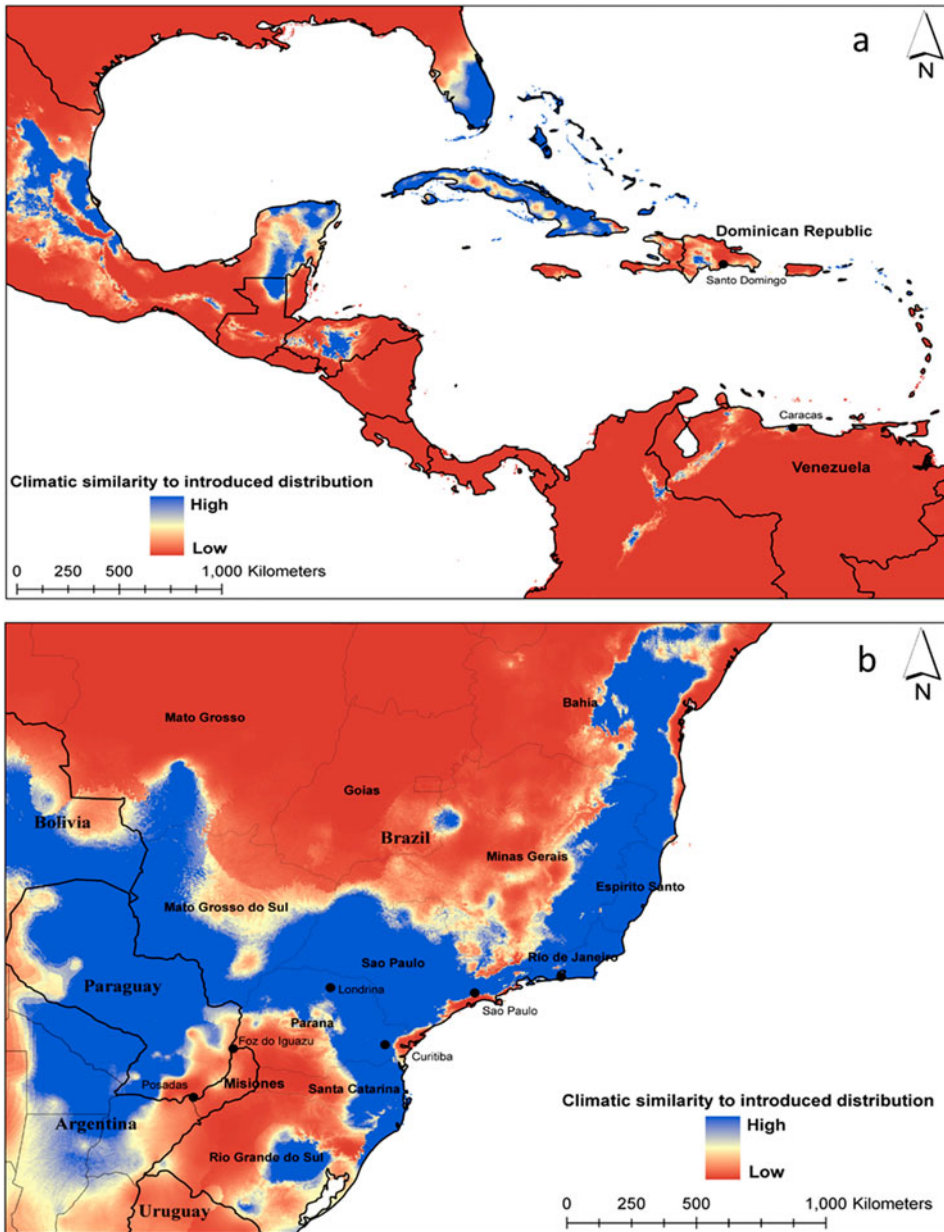 a
N
Dominican Republic
Santo Domingo
Caracas
Venezuela
Climatic similarity to introduced distribution
High
Low
0 250 500 1,000 Kilometers
b
N
Bahia
Mato Grosso
Goias
Bolivia
Brazil
Minas Gerais
Espirito Santo
Mato Grosso do Sul
Rio de Janeiro
Sao Paulo
Paraguay
Londrina
Sao Paulo
Parana
Foz do Iguazu
Curitiba
Misiones
Posadas
Santa Catarina
Argentina
Rio Grande do Sul
Uruguay
Climatic similarity to introduced distribution
High
Low
0 250 500 1,000 Kilometers